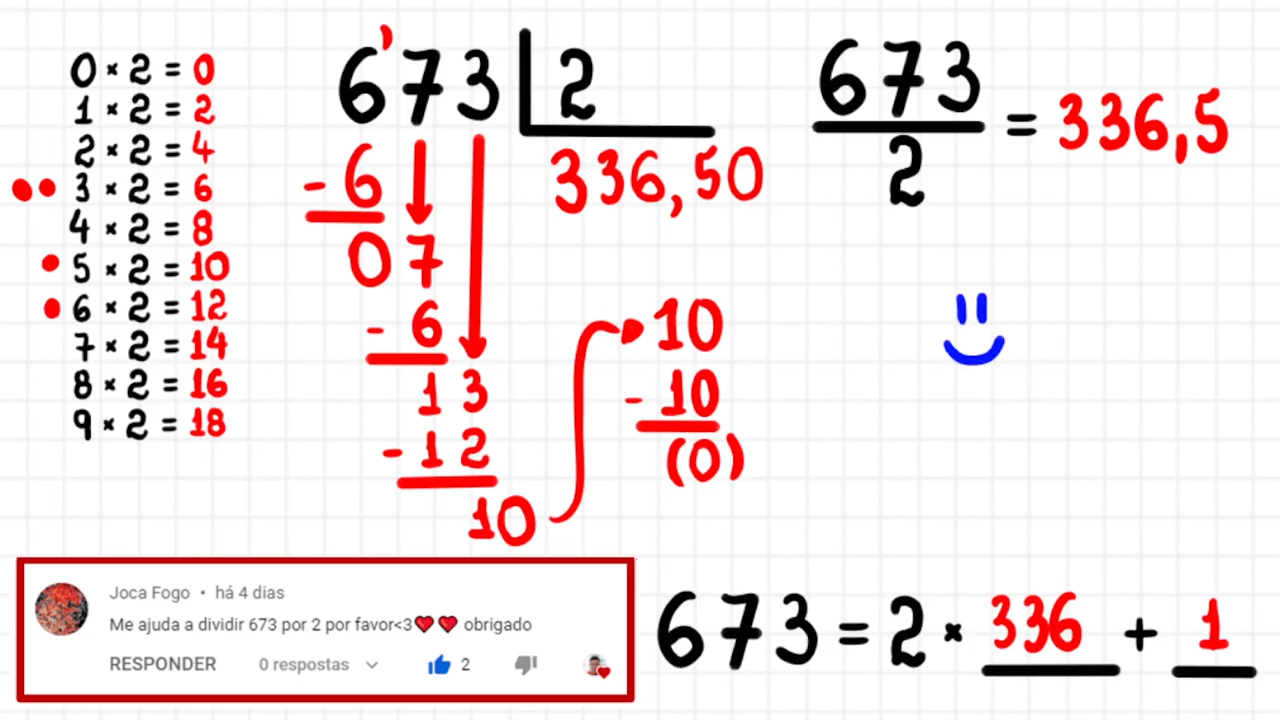 0 × 2 = 0
1 × 2 = 2
2 × 2 = 4
3 × 2 = 6
4 × 2 = 8
5 × 2 = 10
6 × 2 = 12
7 × 2 = 14
8 × 2 = 16
9 × 2 = 18
6'73 2
- 6 336,50
07
- 6
13
- 12
10
10
- 10
(0)
673
2
= 336,5
Joca Fogo • há 4 dias
Me ajuda a dividir 673 por 2 por favor<3❤️❤️ obrigado
RESPONDER 0 respostas 2
673 = 2 × 336 + 1